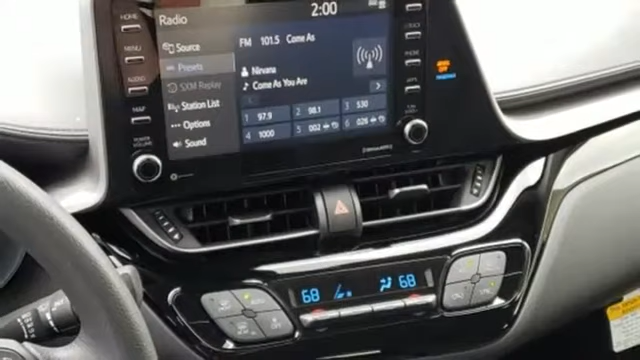 2:00
Radio
HOME
MENU
AUDIO
MAP
POWER
VOLUME
Source
Presets
SXM Replay
Station List
Options
Sound
FM 101.5 Come As
Nirvana
Come As You Are
1 97.9 2 98.1 3 530
4 1000 5 002 6 026
TRACK
PHONE
APPS
68 68